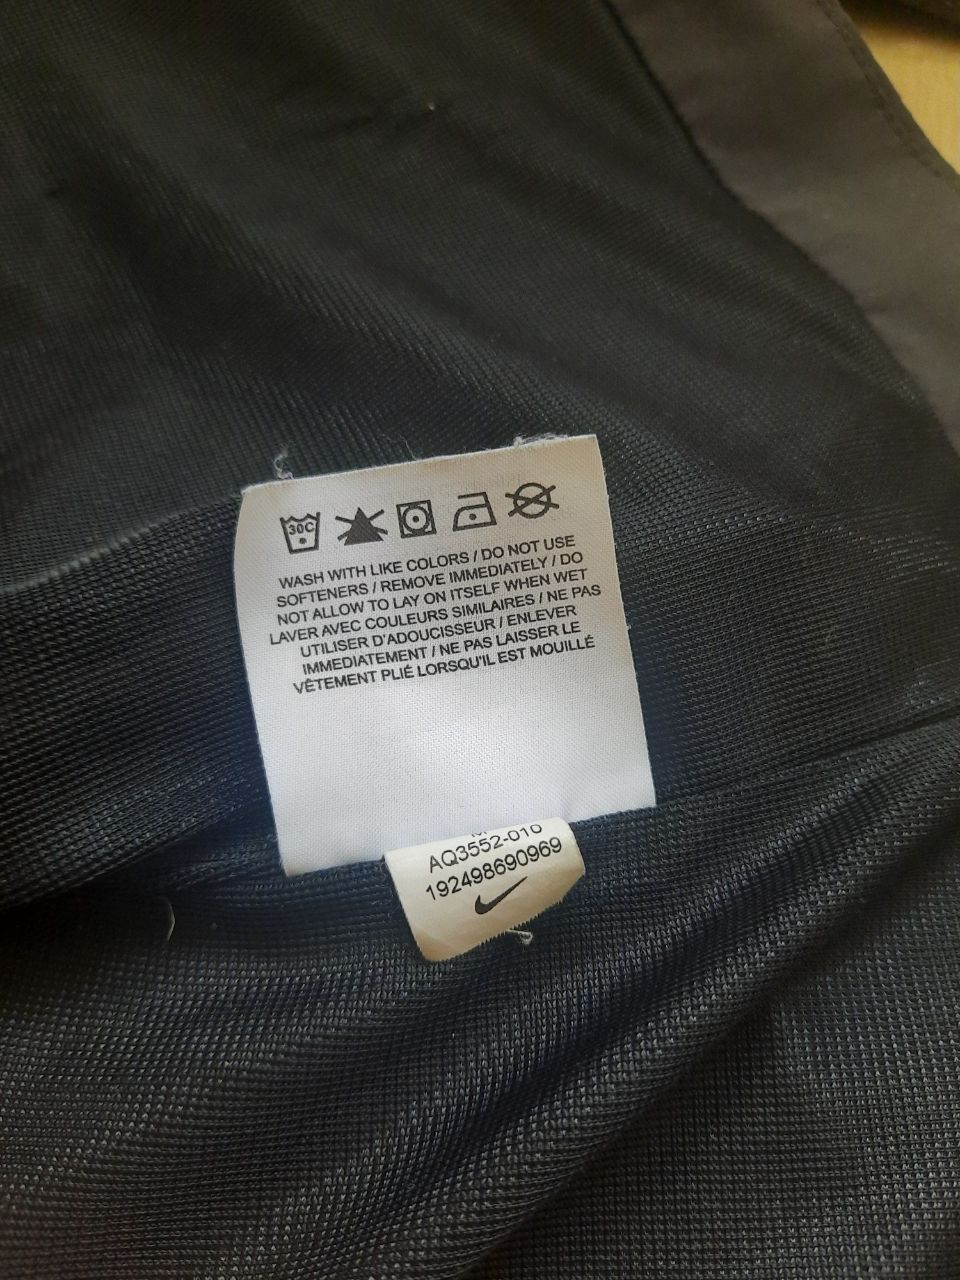 30C
WASH WITH LIKE COLORS / DO NOT USE
SOFTENERS / REMOVE IMMEDIATELY / DO
NOT ALLOW TO LAY ON ITSELF WHEN WET
LAVER AVEC COULEURS SIMILAIRES / NE PAS
UTILISER D'ADOUCISSEUR / ENLEVER
IMMEDIATEMENT / NE PAS LAISSER LE
VÊTEMENT PLIÉ LORSQU'IL EST MOUILLÉ
AQ3552-010
192498690969